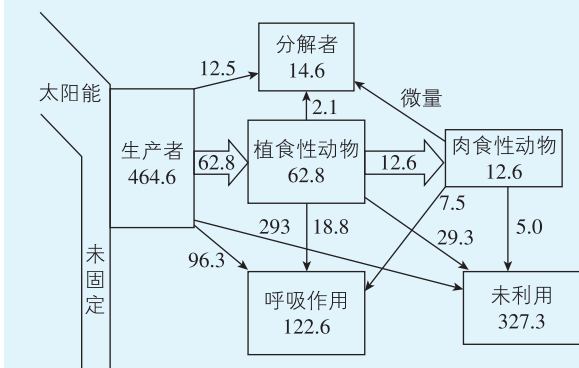 太阳能
未固定
生产者
464.6
12.5
分解者
14.6
2.1
微量
62.8
植食性动物
62.8
12.6
肉食性动物
12.6
96.3
293
18.8
29.3
7.5
5.0
呼吸作用
122.6
未利用
327.3